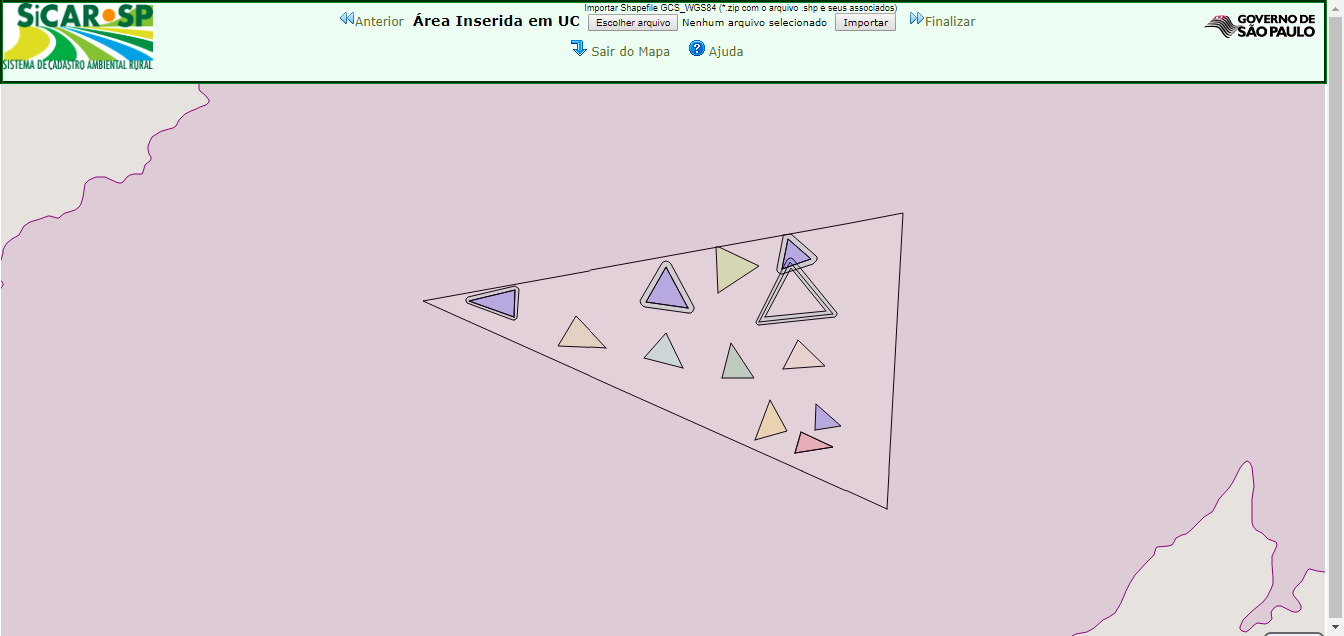 SiCAR•SP
SISTEMA DE CADASTRO AMBIENTAL RURAL
Importar Shapefile GCS_WGS84 (*.zip com o arquivo .shp e seus associados)
Anterior Área Inserida em UC Escolher arquivo Nenhum arquivo selecionado Importar Finalizar
Sair do Mapa ? Ajuda
GOVERNO DE
SÃO PAULO